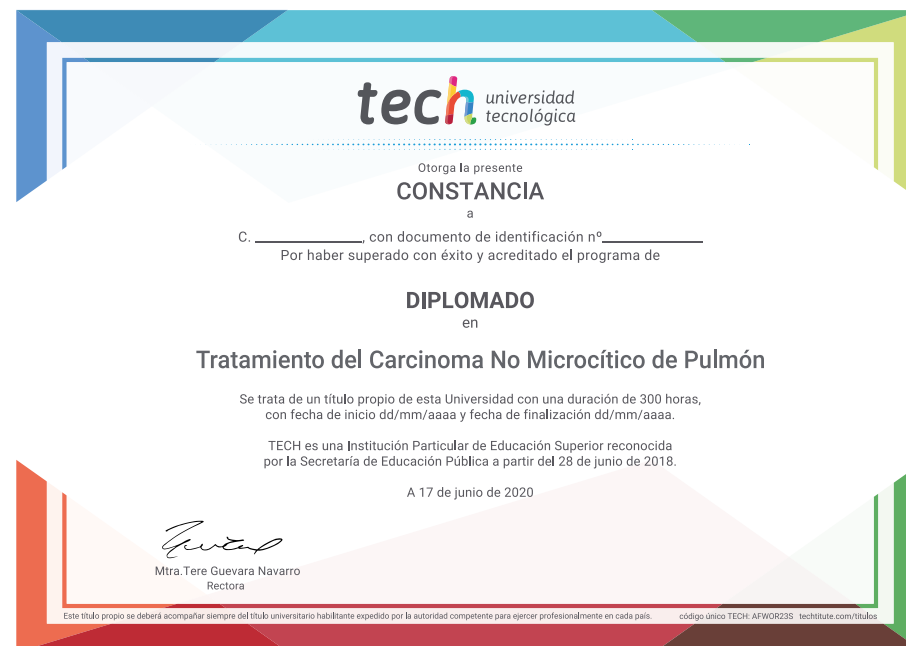 tech universidad
tecnológica
Otorga la presente
CONSTANCIA
a
C. ______________, con documento de identificación nº_____________
Por haber superado con éxito y acreditado el programa de
DIPLOMADO
en
Tratamiento del Carcinoma No Microcítico de Pulmón
Se trata de un título propio de esta Universidad con una duración de 300 horas,
con fecha de inicio dd/mm/aaaa y fecha de finalización dd/mm/aaaa.
TECH es una Institución Particular de Educación Superior reconocida
por la Secretaría de Educación Pública a partir del 28 de junio de 2018.
A 17 de junio de 2020
Mtra.Tere Guevara Navarro
Rectora
Este título propio se deberá acompañar siempre del título universitario habilitante expedido por la autoridad competente para ejercer profesionalmente en cada país. código único TECH: AFWOR23S techtitute.com/titulos